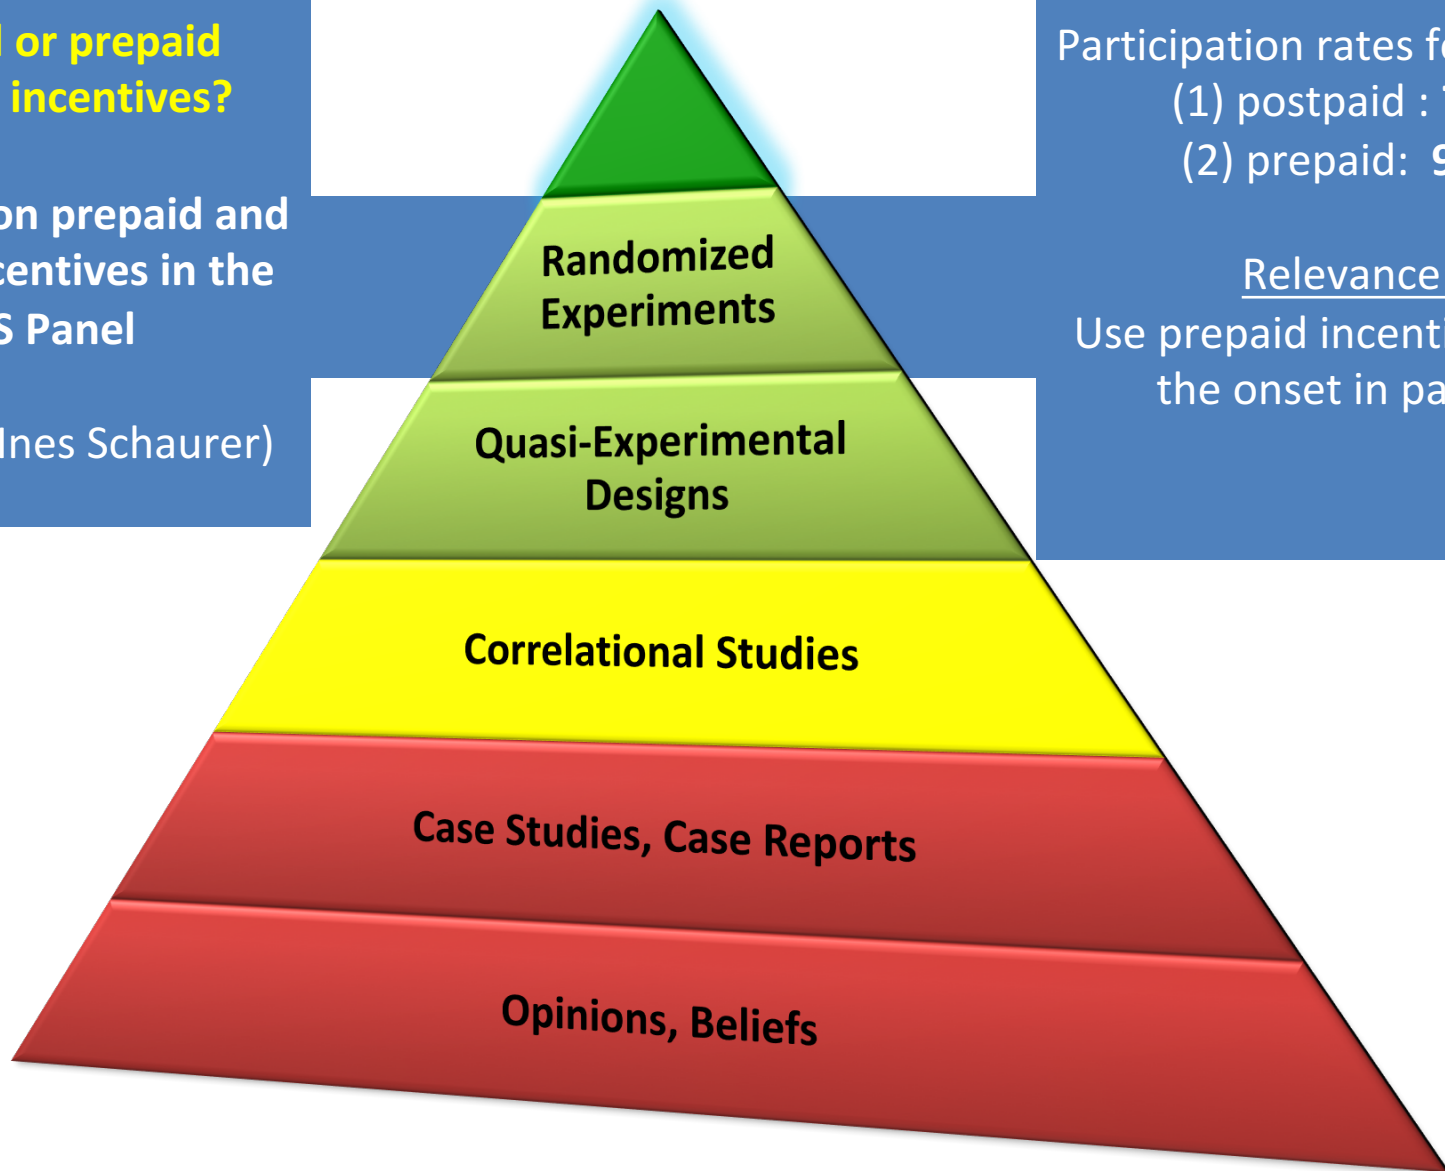 or prepaid
incentives?
on prepaid and
centives in the
S Panel
Ines Schaurer)
Randomized
Experiments
Quasi-Experimental
Designs
Correlational Studies
Case Studies, Case Reports
Opinions, Beliefs
Participation rates
(1) postpaid :
(2) prepaid: 9
Relevance
Use prepaid incenti
the onset in pa